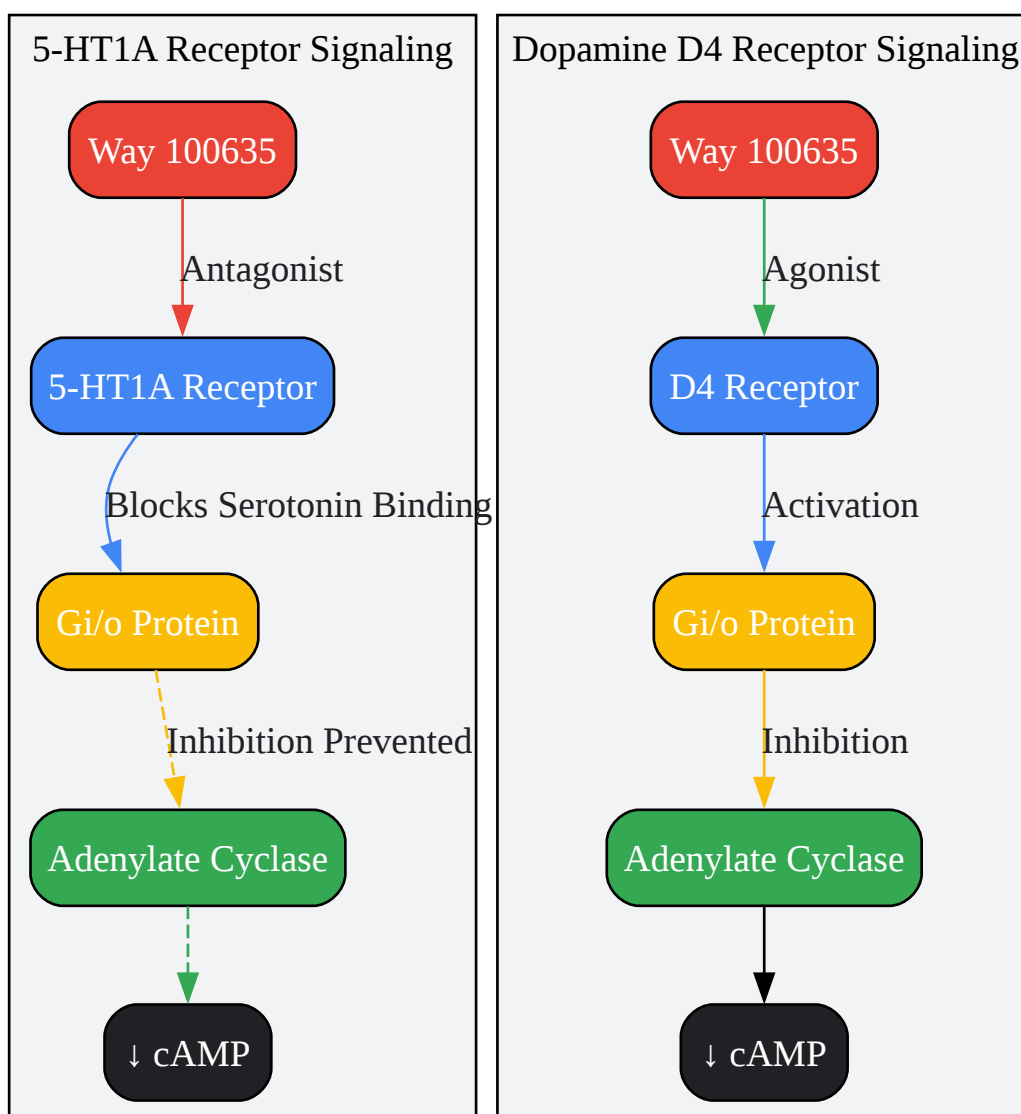 5-HT1A Receptor Signaling
Way 100635
Antagonist
5-HT1A Receptor
Blocks Serotonin Binding
Gi/o Protein
Inhibition Prevented
Adenylate Cyclase
↓ cAMP
Dopamine D4 Receptor Signaling
Way 100635
Agonist
D4 Receptor
Activation
Gi/o Protein
Inhibition
Adenylate Cyclase
↓ cAMP